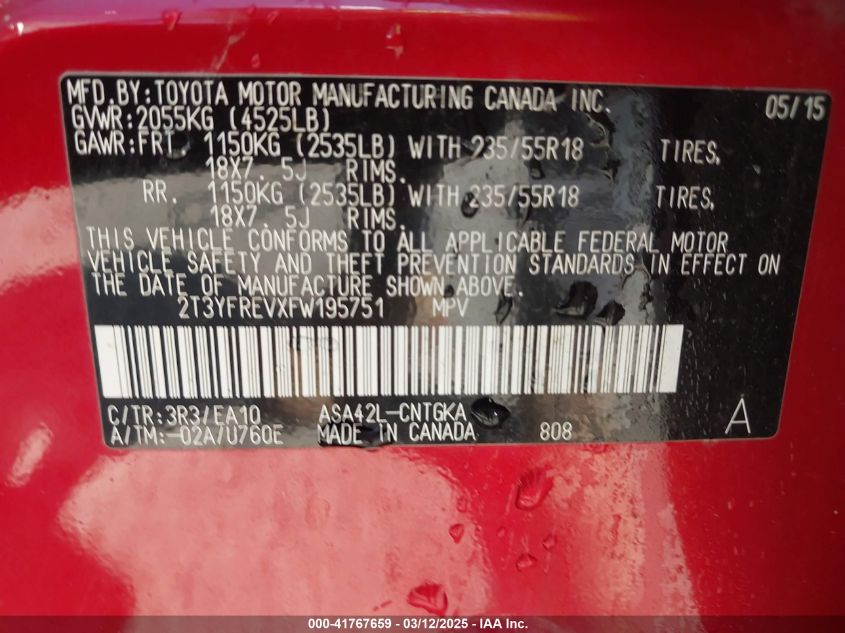 MFD. BY: TOYOTA MOTOR MANUFACTURING CANADA INC. 05/15
GVWR: 2055KG (4525LB)
GAWR: FRT. 1150KG (2535LB) WITH 235/55R18 TIRES,
18X7. 5J RIMS.
RR. 1150KG (2535LB) WITH 235/55R18 TIRES,
18X7. 5J RIMS.
THIS VEHICLE CONFORMS TO ALL APPLICABLE FEDERAL MOTOR
VEHICLE SAFETY AND THEFT PREVENTION STANDARDS IN EFFECT ON
THE DATE OF MANUFACTURE SHOWN ABOVE.
2T3YFREVXFW195751 MPV
C/TR: 3R3/EA10 ASA42L-CNTGKA A
A/TM: -02A/U760E MADE IN CANADA 808
000-41767659 - 03/12/2025 - IAA, Inc.